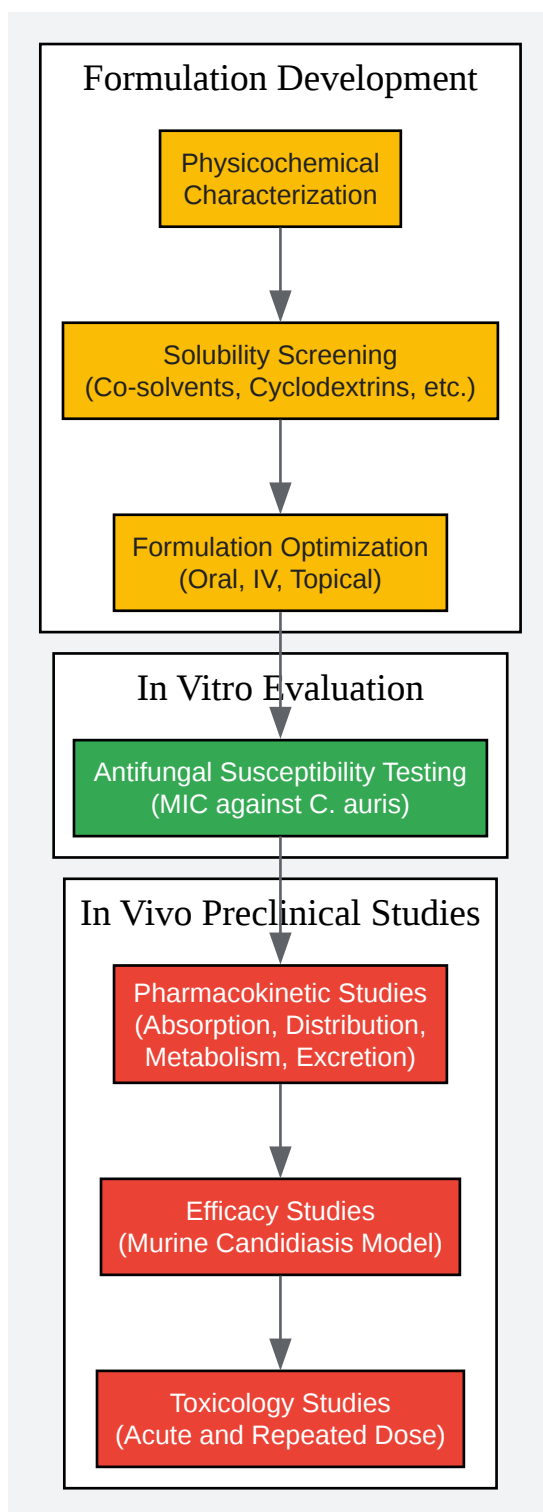 Formulation Development
Physicochemical
Characterization
Solubility Screening
(Co-solvents, Cyclodextrins, etc.)
Formulation Optimization
(Oral, IV, Topical)
In Vitro Evaluation
Antifungal Susceptibility Testing
(MIC against C. auris)
In Vivo Preclinical Studies
Pharmacokinetic Studies
(Absorption, Distribution,
Metabolism, Excretion)
Efficacy Studies
(Murine Candidiasis Model)
Toxicology Studies
(Acute and Repeated Dose)